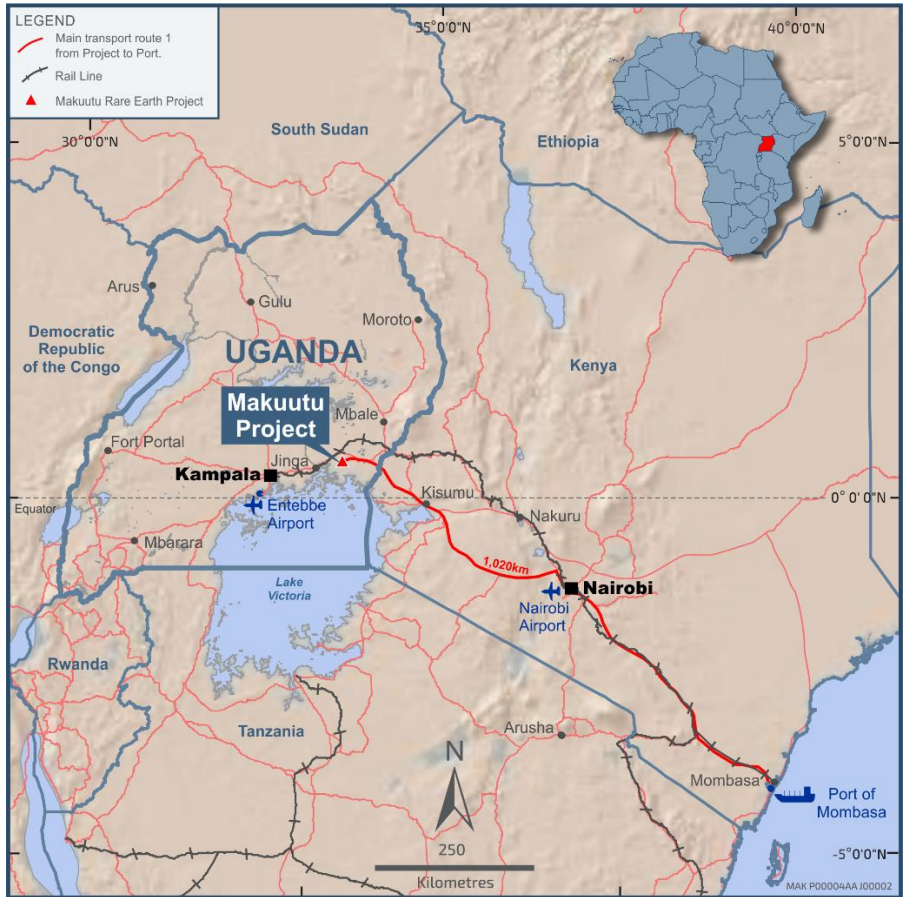 LEGEND
Main transport route 1
from Project to Port.
Rail Line
Makuutu Rare Earth Project
35°0'0"N
40°0'0"N
30°0'0"N
5°0'0"N
South Sudan
Ethiopia
Arus
Gulu
Moroto
Democratic
Republic
of the Congo
UGANDA
Kenya
Makuutu
Project
Mbale
Fort Portal
Jinga
Kampala
Kisumu
0°0'0"N
Equator
Entebbe
Airport
Nakuru
Mbarara
1,020km
Lake
Victoria
Nairobi
Nairobi
Airport
Rwanda
Tanzania
Arusha
N
Mombasa
Port of
Mombasa
250
Kilometres
-5°0'0"N
MAK P00004AA J00002